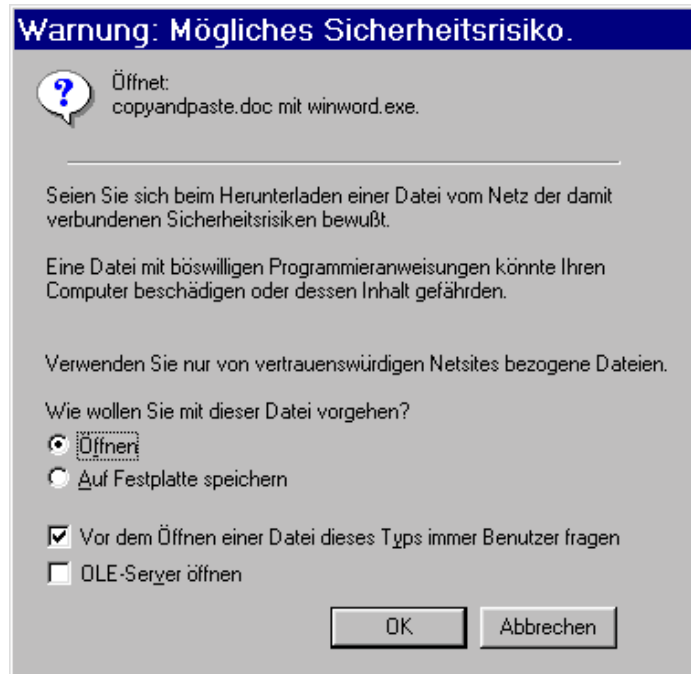 Warnung: Mögliches Sicherheitsrisiko.
Öffnet:
copyandpaste.doc mit winword.exe.
Seien Sie sich beim Herunterladen einer Datei vom Netz der damit
verbundenen Sicherheitsrisiken bewußt.
Eine Datei mit böswilligen Programmieranweisungen könnte Ihren
Computer beschädigen oder dessen Inhalt gefährden.
Verwenden Sie nur von vertrauenswürdigen Netsites bezogene Dateien.
Wie wollen Sie mit dieser Datei vorgehen?
Öffnen
Auf Festplatte speichern
Vor dem Öffnen einer Datei dieses Typs immer Benutzer fragen
OLE-Server öffnen
OK Abbrechen